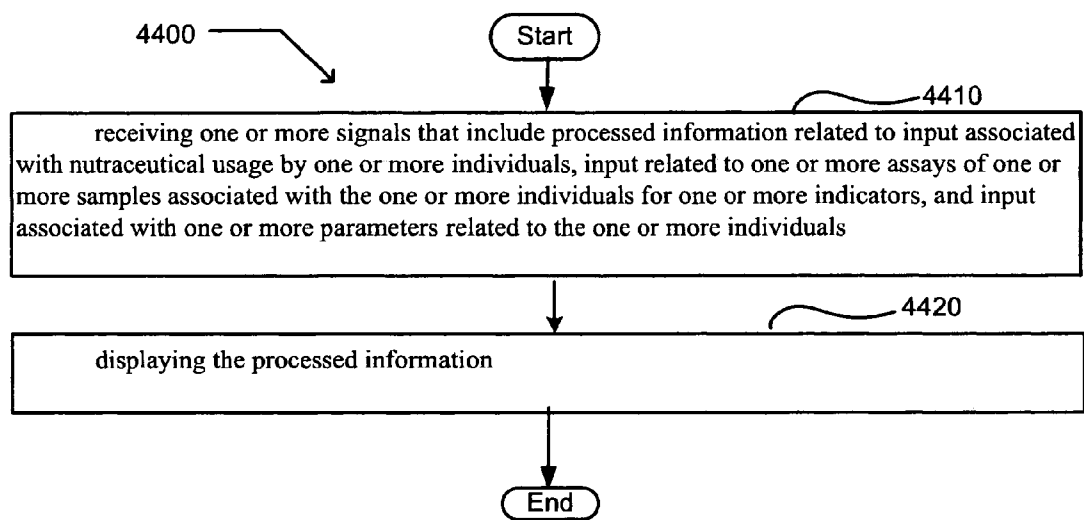 4400
Start
4410
receiving one or more signals that include processed information related to input associated
with nutraceutical usage by one or more individuals, input related to one or more assays of one or
more samples associated with the one or more individuals for one or more indicators, and input
associated with one or more parameters related to the one or more individuals
4420
displaying the processed information
End